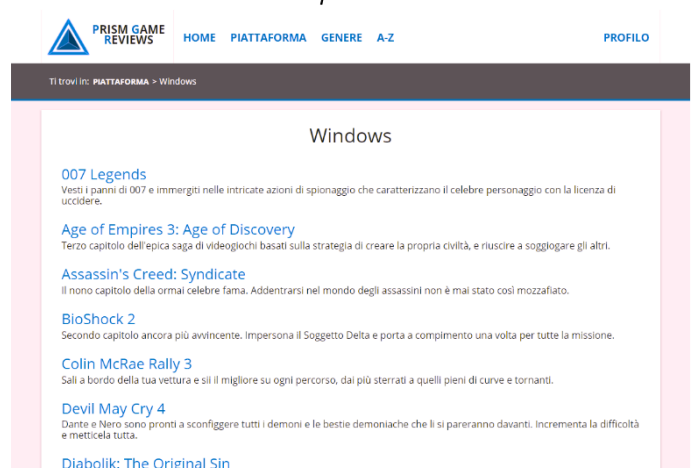 PRISM GAME
REVIEWS
HOME PIATTAFORMA GENERE A-Z PROFILO
Ti trovi in: PIATTAFORMA > Windows
Windows
007 Legends
Vesti i panni di 007 e immergiti nelle intricate azioni di spionaggio che caratterizzano il celebre personaggio con la licenza di
uccidere.
Age of Empires 3: Age of Discovery
Terzo capitolo dell'epica saga di videogiochi basati sulla strategia di creare la propria civiltà, e riuscire a soggiogare gli altri.
Assassin's Creed: Syndicate
Il nono capitolo della ormai celebre fama. Addentrarsi nel mondo degli assassini non è mai stato così mozzafiato.
BioShock 2
Secondo capitolo ancora più avvincente. Impersona il Soggetto Delta e porta a compimento una volta per tutte la missione.
Colin McRae Rally 3
Sali a bordo della tua vettura e sii il migliore su ogni percorso, dai più sterrati a quelli pieni di curve e tornanti.
Devil May Cry 4
Dante e Nero sono pronti a sconfiggere tutti i demoni e le bestie demoniache che li si pareranno davanti. Incrementa la difficoltà
e metticela tutta.
Diabolik: The Original Sin